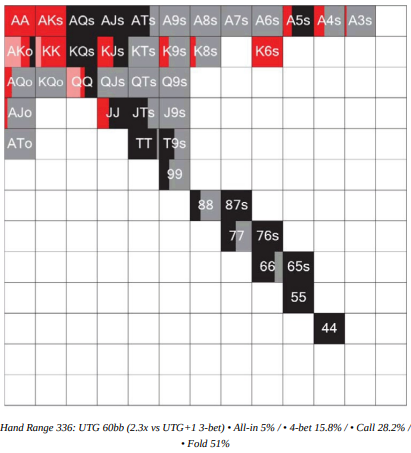 AA AKs AQs AJs ATs A9s A8s A7s A6s A5s A4s A3s
AKo KK KQs KJs KTs K9s K8s K6s
AQo KQo QQ QJs QTs Q9s
AJo JJ JTs J9s
ATo TT T9s
99
88 87s
77 76s
66 65s
55
44
Hand Range 336: UTG 60bb (2.3x vs UTG+1 3-bet) • All-in 5% / • 4-bet 15.8% / • Call 28.2% /
• Fold 51%